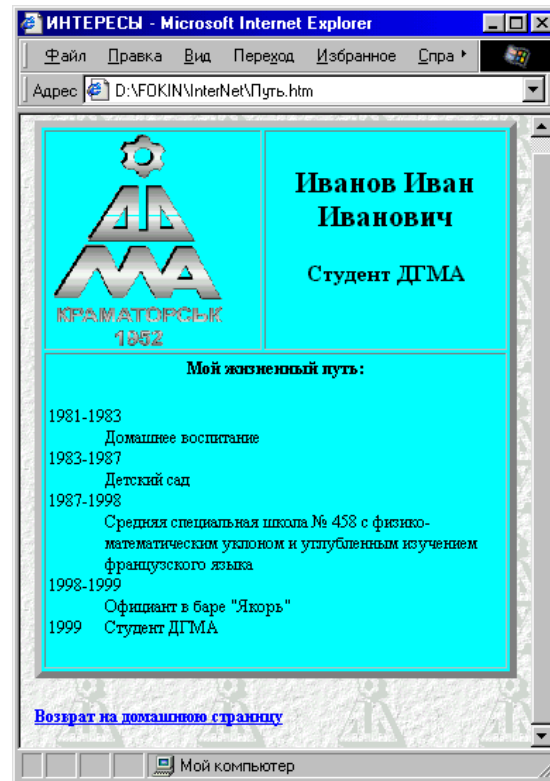 ИНТЕРЕСЫ - Microsoft Internet Explorer
Файл Правка Вид Переход Избранное Спра
Адрес D:\FOKIN\InterNet\Путь.htm
ДГМА
КРАМАТОРСЬК
1952
Иванов Иван
Иванович
Студент ДГМА
Мой жизненный путь:
1981-1983
Домашнее воспитание
1983-1987
Детский сад
1987-1998
Средняя специальная школа № 458 с физико-
математическим уклоном и углубленным изучением
французского языка
1998-1999
Официант в баре "Якорь"
1999 Студент ДГМА
Возврат на домашнюю страницу
Мой компьютер